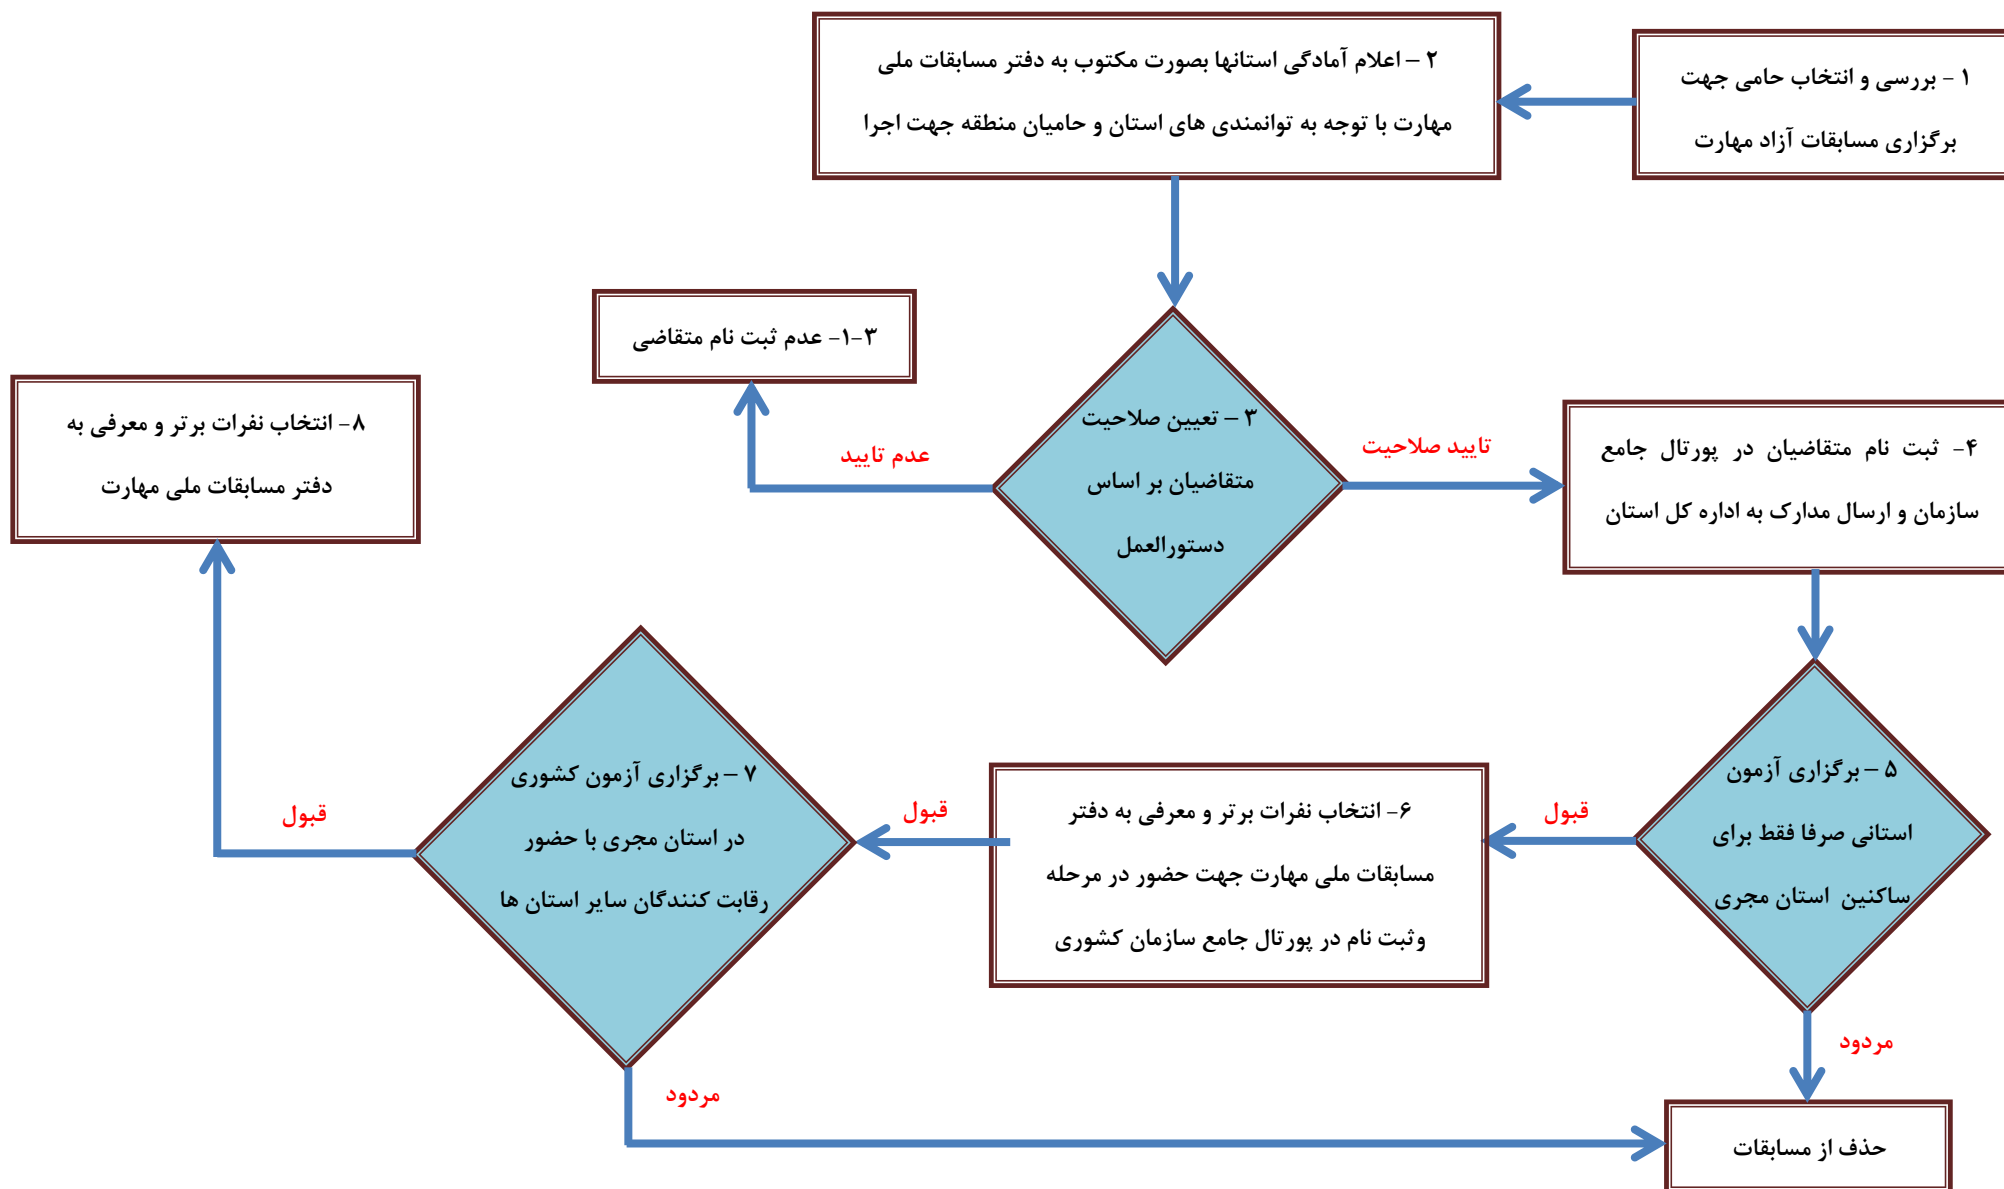 ۱ - بررسی و انتخاب حامی جهت
برگزاری مسابقات آزاد مهارت
۲ – اعلام آمادگی استانها بصورت مکتوب به دفتر مسابقات ملی
مهارت با توجه به توانمندی های استان و حامیان منطقه جهت اجرا
۳ – تعیین صلاحیت
متقاضیان بر اساس
دستورالعمل
عدم تایید
۳-۱- عدم ثبت نام متقاضی
تایید صلاحیت
۴- ثبت نام متقاضیان در پورتال جامع
سازمان و ارسال مدارک به اداره کل استان
۵ – برگزاری آزمون
استانی صرفا فقط برای
ساکنین استان مجری
قبول
مردود
۶- انتخاب نفرات برتر و معرفی به دفتر
مسابقات ملی مهارت جهت حضور در مرحله
وثبت نام در پورتال جامع سازمان کشوری
قبول
۷ – برگزاری آزمون کشوری
در استان مجری با حضور
رقابت کنندگان سایر استان ها
قبول
مردود
۸- انتخاب نفرات برتر و معرفی به
دفتر مسابقات ملی مهارت
حذف از مسابقات